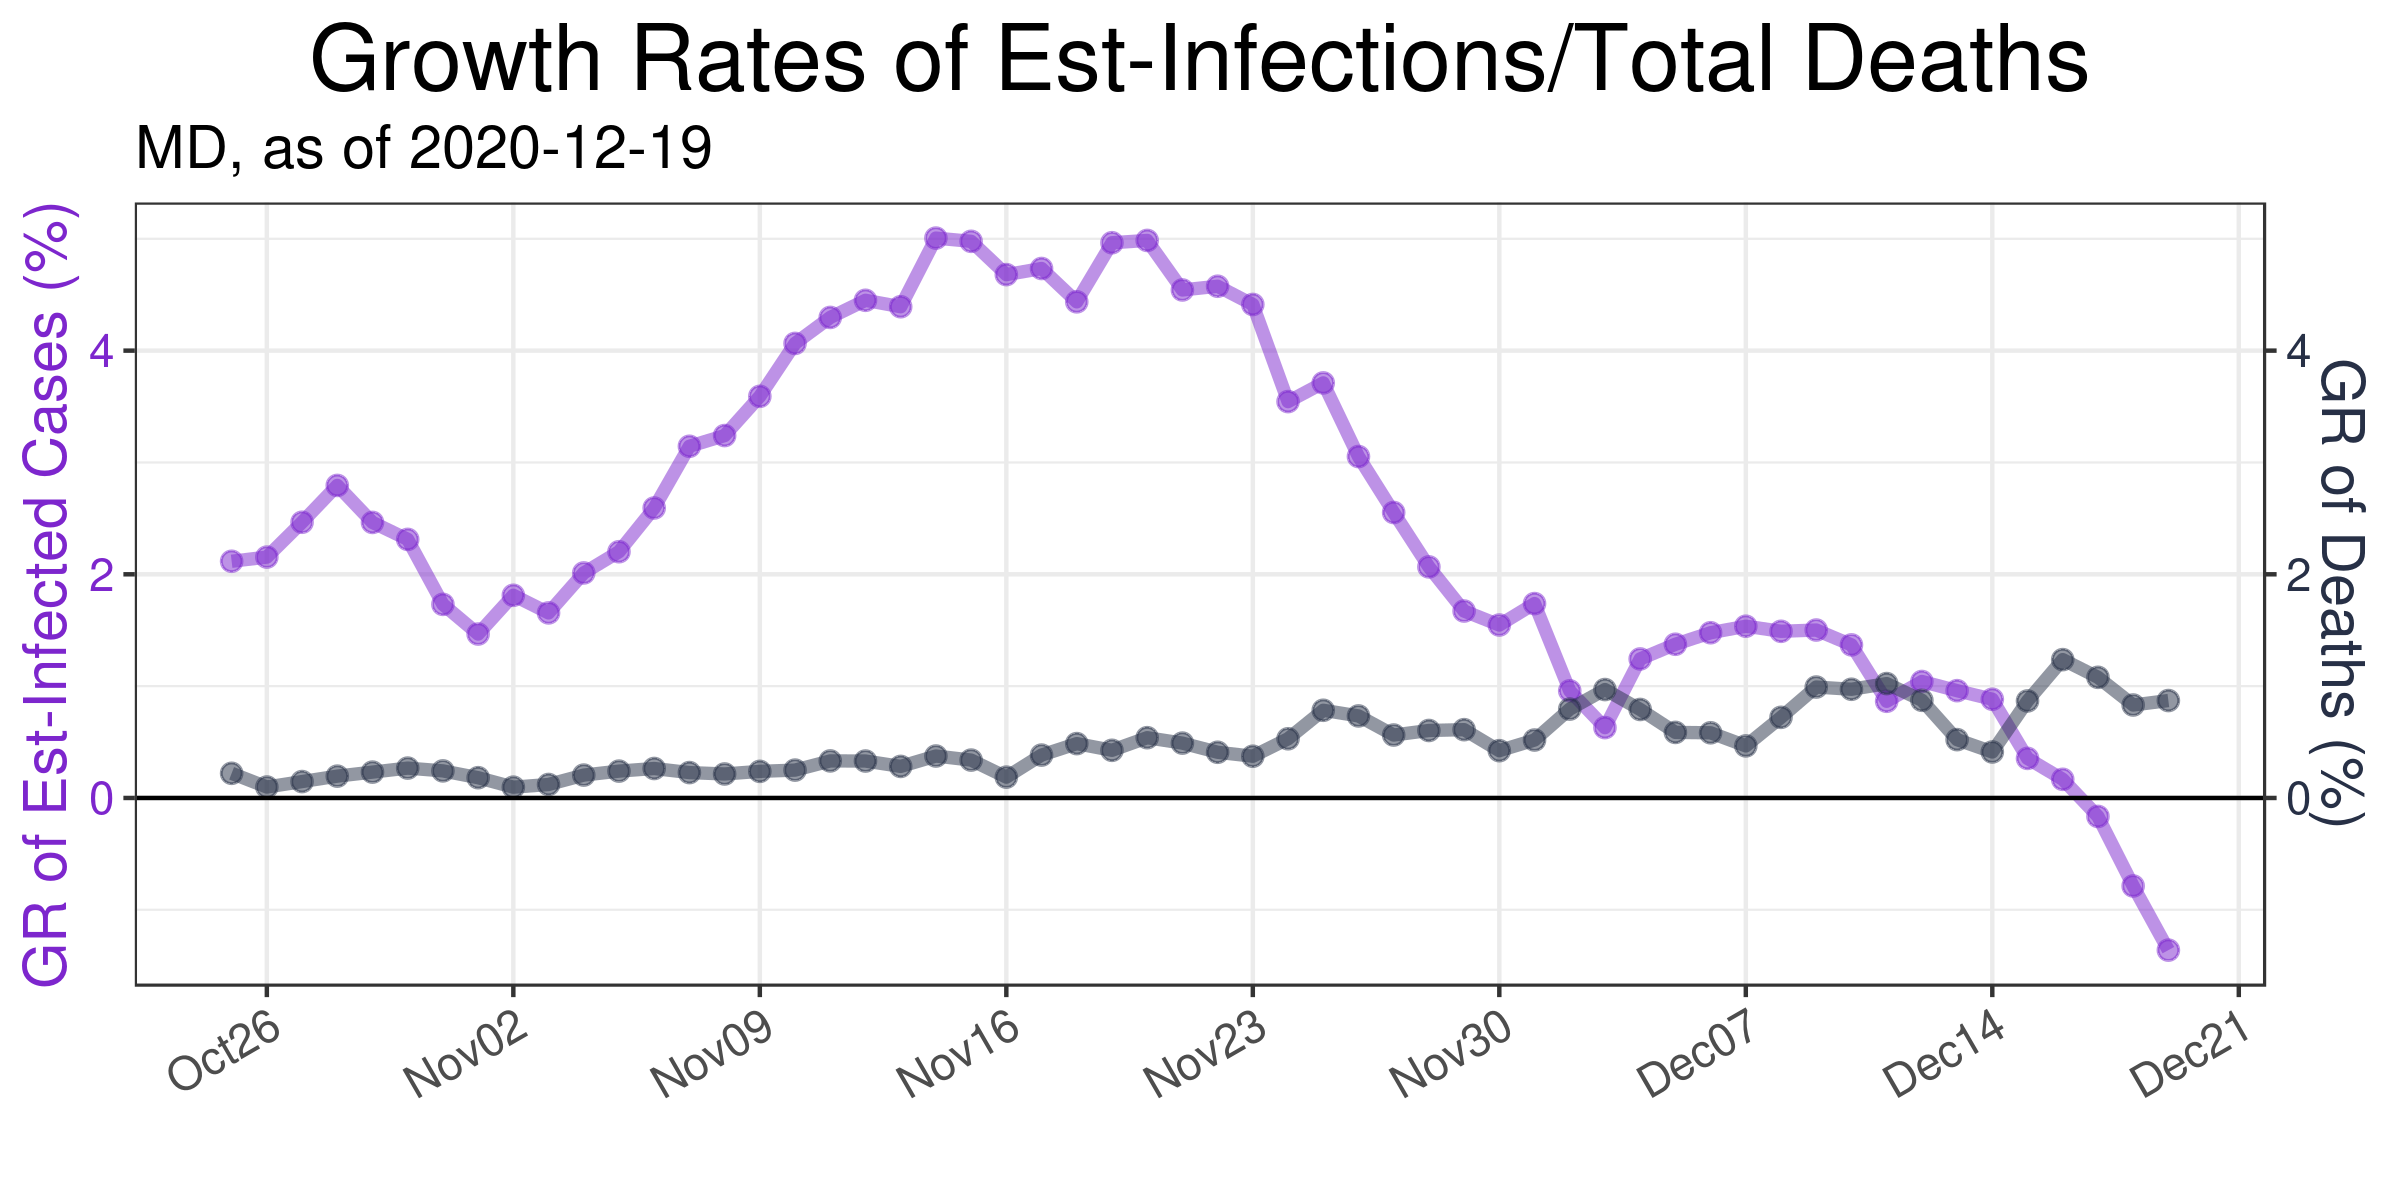 Growth Rates of Est-Infections/Total Deaths
MD, as of 2020-12-19
GR of Est-Infected Cases (%)
4
2
0
4
2
0
GR of Deaths (%)
Oct26
Nov02
Nov09
Nov16
Nov23
Nov30
Dec07
Dec14
Dec21